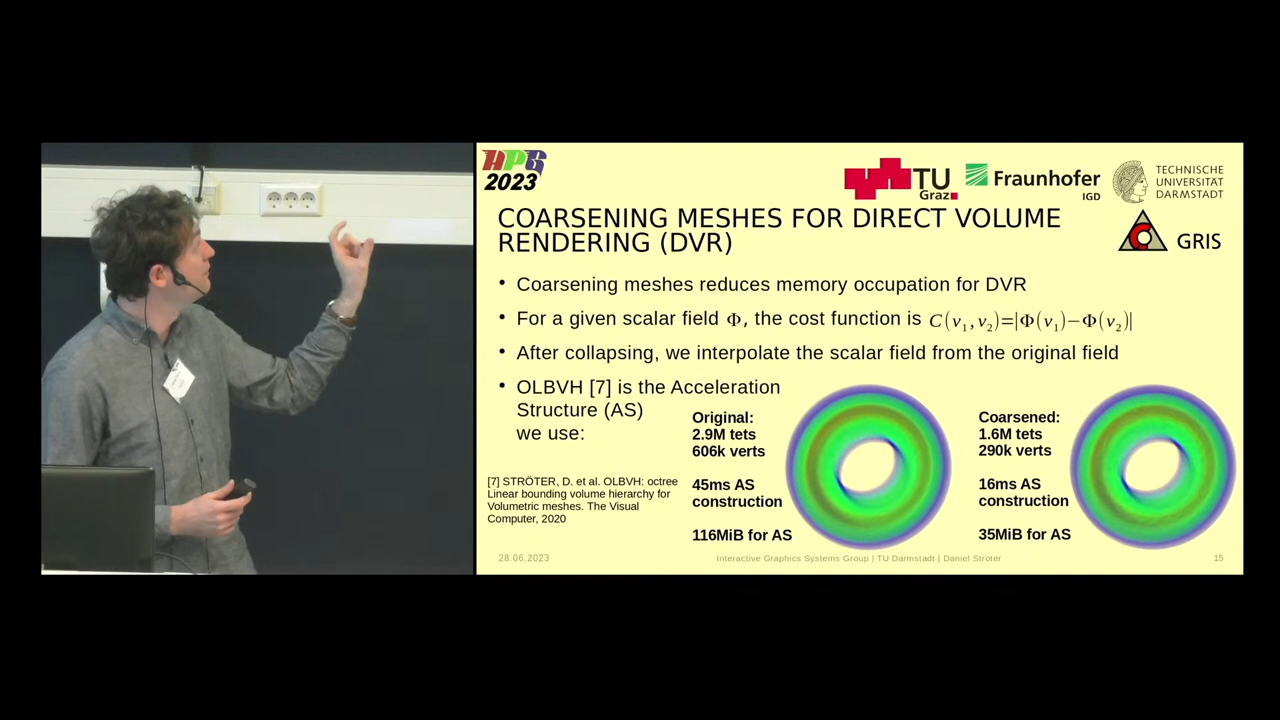 HPG
2023
TU
Graz
Fraunhofer
IGD
TECHNISCHE
UNIVERSITÄT
DARMSTADT
GRIS
COARSENING MESHES FOR DIRECT VOLUME
RENDERING (DVR)
• Coarsening meshes reduces memory occupation for DVR
• For a given scalar field Φ, the cost function is C(v₁,v₂)=|Φ(v₁)−Φ(v₂)|
• After collapsing, we interpolate the scalar field from the original field
• OLBVH [7] is the Acceleration
Structure (AS)
we use:
[7] STRÖTER, D. et al. OLBVH: octree
Linear bounding volume hierarchy for
Volumetric meshes. The Visual
Computer, 2020
Original:
2.9M tets
606k verts
45ms AS
construction
116MiB for AS
Coarsened:
1.6M tets
290k verts
16ms AS
construction
35MiB for AS
28.06.2023
Interactive Graphics Systems Group | TU Darmstadt | Daniel Ströter
15